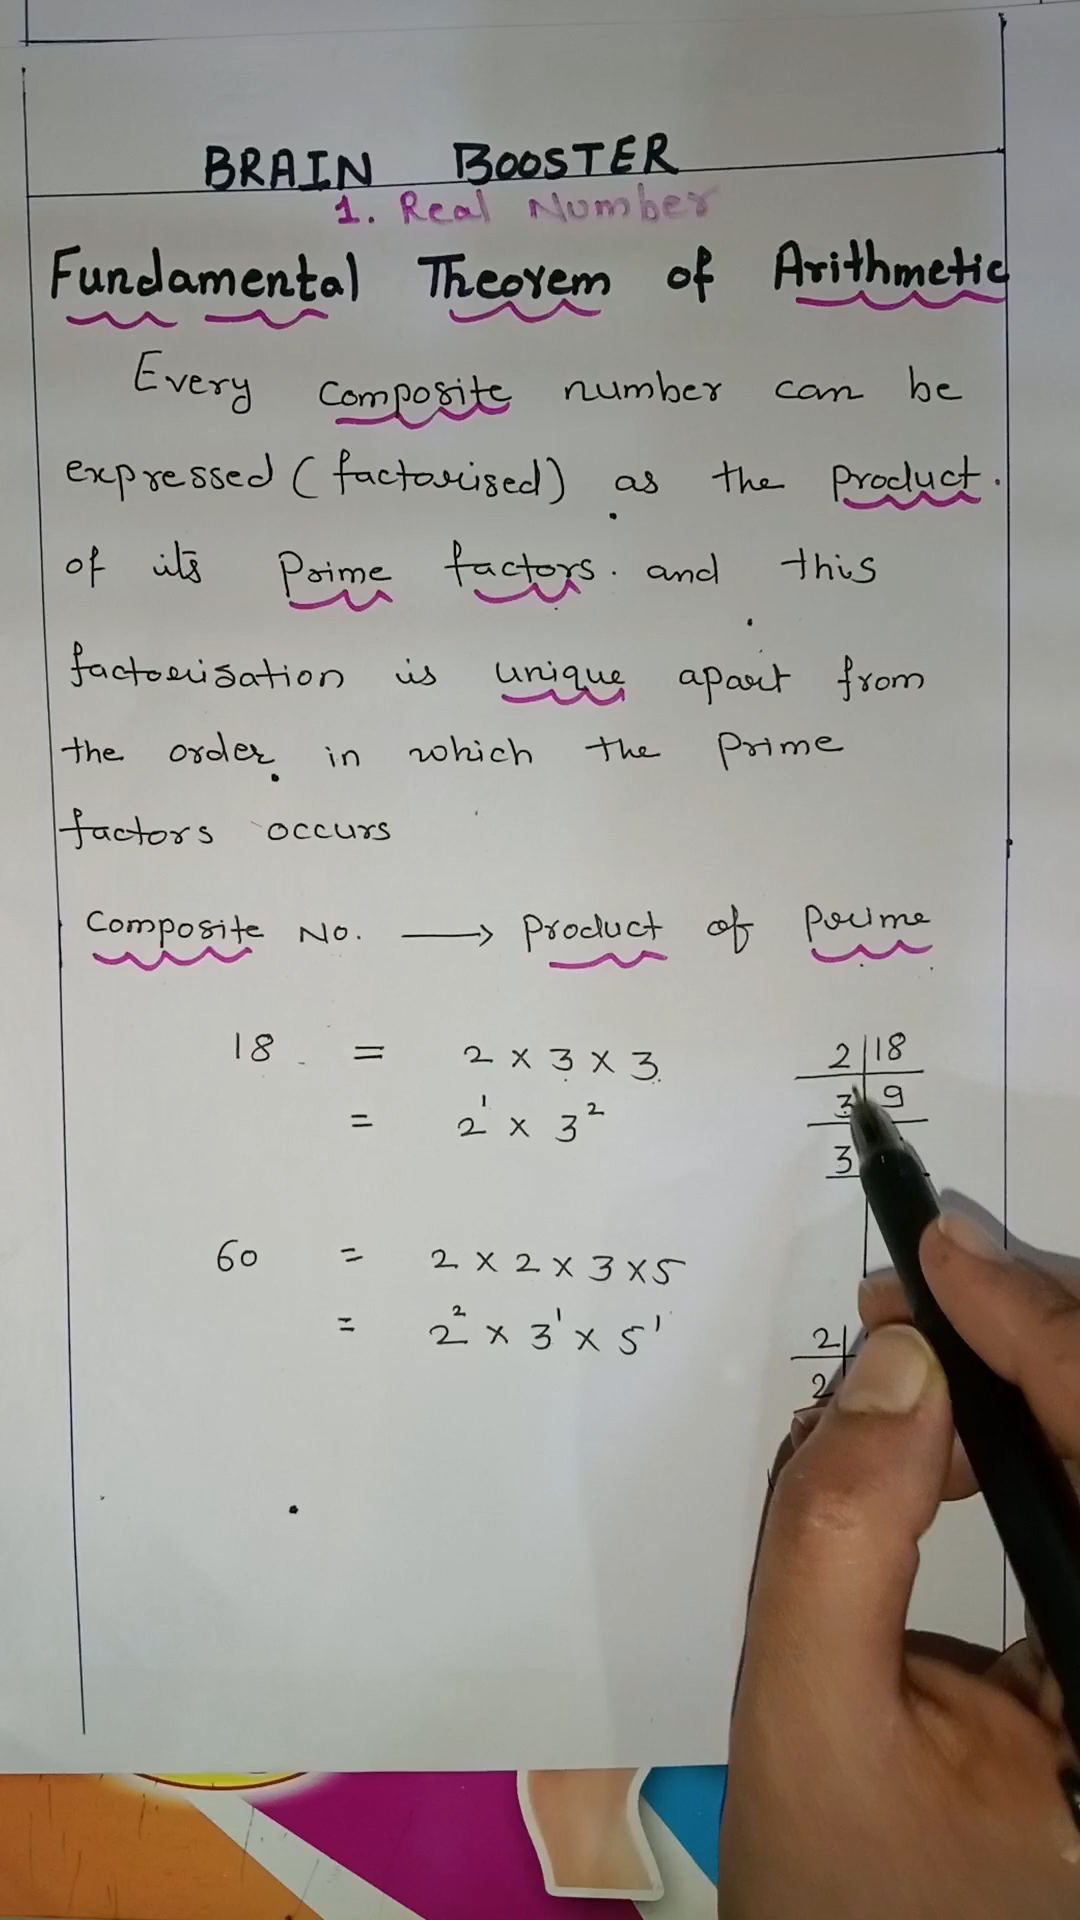 BRAIN BOOSTER
1. Real Number
Fundamental Theorem of Arithmetic
Every composite number can be
expressed (factorised) as the product
of its Prime factors. and this
factorisation is unique apart from
the order in which the prime
factors occurs
Composite No. → Product of Prime
18 = 2 × 3 × 3
= 2¹ × 3²
2 | 18
3 | 9
3
60 = 2 × 2 × 3 × 5
= 2² × 3¹ × 5¹
2
2